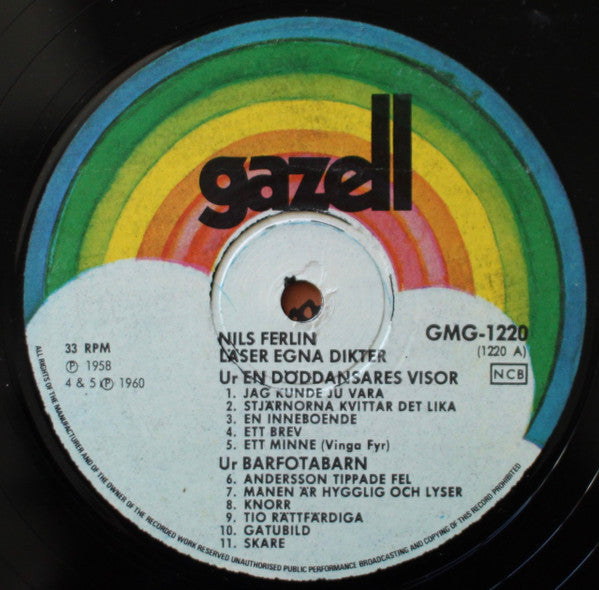 gazell
NILS FERLIN
LÄSER EGNA DIKTER
GMG-1220
(1220 A)
NCB
33 RPM
Ⓟ 1958
4 & 5 Ⓟ 1960
Ur EN DÖDDANSARES VISOR
1. JAG KUNDE JU VARA
2. STJÄRNORNA KVITTAR DET LIKA
3. EN INNEBOENDE
4. ETT BREV
5. ETT MINNE (Vinga Fyr)
Ur BARFOTABARN
6. ANDERSSON TIPPADE FEL
7. MÅNEN ÄR HYGGLIG OCH LYSER
8. KNORR
9. TIO RÄTTFÄRDIGA
10. GATUBILD
11. SKARE
ALL RIGHTS OF THE MANUFACTURER AND OF THE OWNER OF THE RECORDED WORK RESERVED UNAUTHORISED PUBLIC PERFORMANCE BROADCASTING AND COPYING OF THIS RECORD PROHIBITED